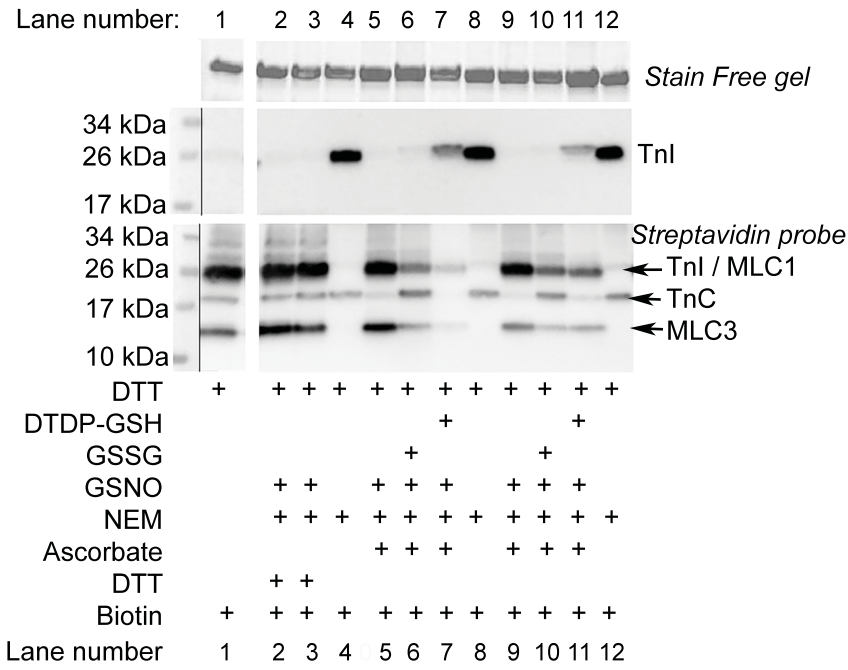 Lane number: 1 2 3 4 5 6 7 8 9 10 11 12
Stain Free gel
34 kDa
26 kDa
TnI
17 kDa
Streptavidin probe
34 kDa
26 kDa
TnI / MLC1
TnC
17 kDa
MLC3
10 kDa
DTT + + + + + + + + + + + +
DTDP-GSH + +
GSSG + +
GSNO + + + + + + + +
NEM + + + + + + + + + + +
Ascorbate + + + + + +
DTT + +
Biotin + + + + + + + + + + + +
Lane number 1 2 3 4 5 6 7 8 9 10 11 12